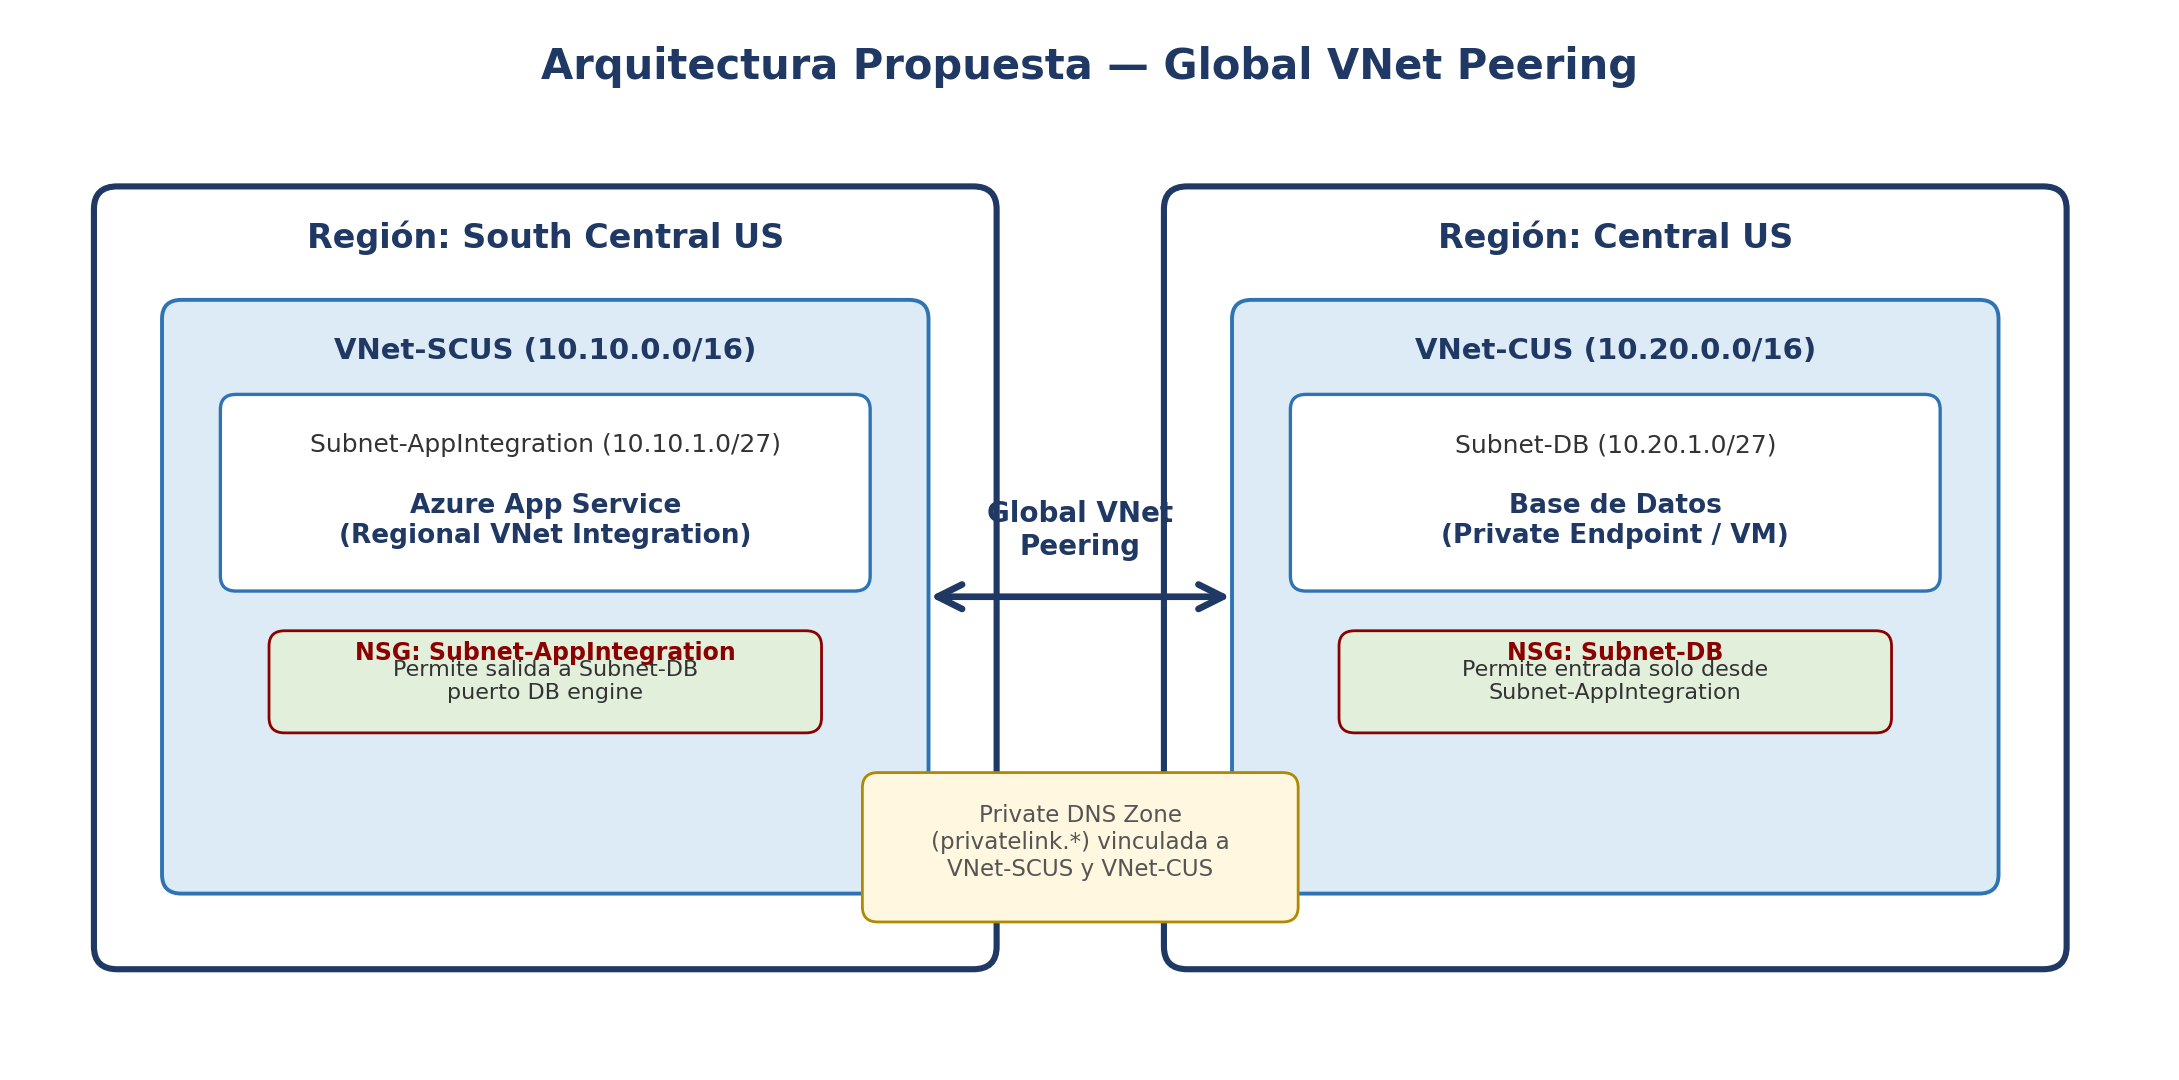 Arquitectura Propuesta — Global VNet Peering
Región: South Central US
VNet-SCUS (10.10.0.0/16)
Subnet-AppIntegration (10.10.1.0/27)
Azure App Service
(Regional VNet Integration)
NSG: Subnet-AppIntegration
Permite salida a Subnet-DB
puerto DB engine
Global VNet
Peering
Región: Central US
VNet-CUS (10.20.0.0/16)
Subnet-DB (10.20.1.0/27)
Base de Datos
(Private Endpoint / VM)
NSG: Subnet-DB
Permite entrada solo desde
Subnet-AppIntegration
Private DNS Zone
(privatelink.*) vinculada a
VNet-SCUS y VNet-CUS